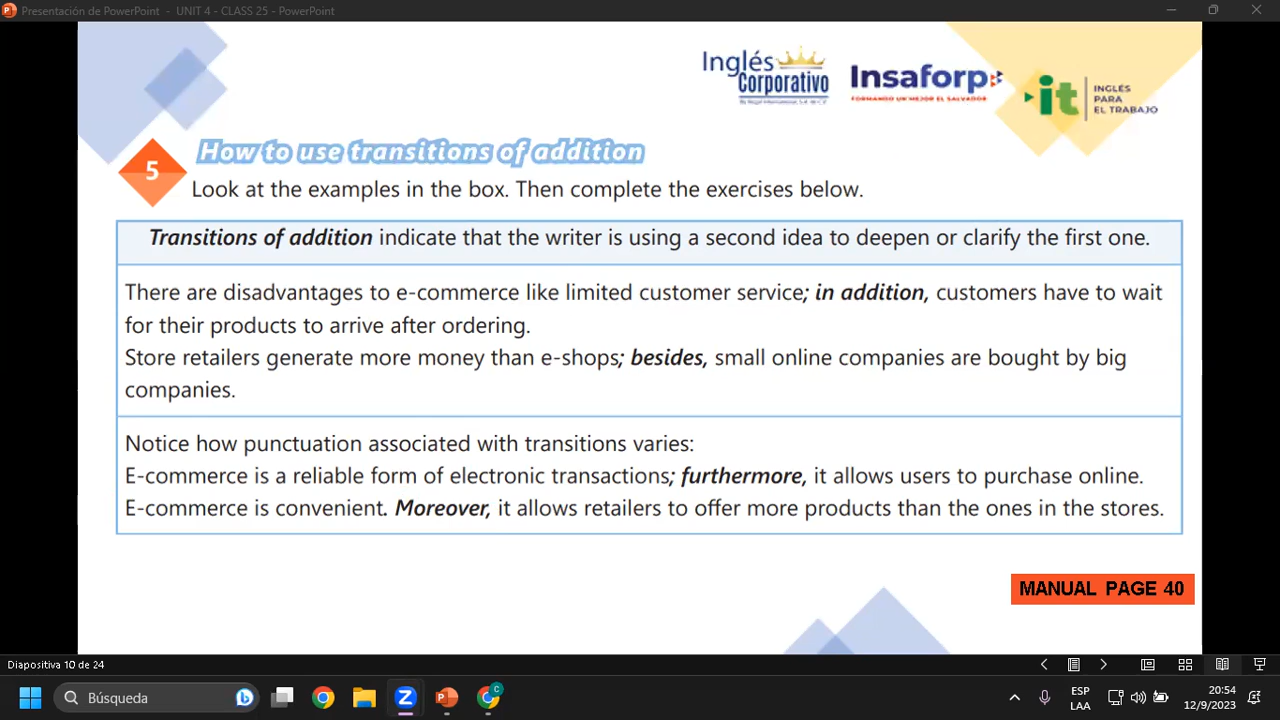 Presentación de PowerPoint - UNIT 4 - CLASS 25 - PowerPoint
Inglés
Corporativo
Insaforp
FORMANDO UN MEJOR EL SALVADOR
it
INGLÉS
PARA
EL TRABAJO
5
How to use transitions of addition
Look at the examples in the box. Then complete the exercises below.
Transitions of addition indicate that the writer is using a second idea to deepen or clarify the first one.
There are disadvantages to e-commerce like limited customer service; in addition, customers have to wait
for their products to arrive after ordering.
Store retailers generate more money than e-shops; besides, small online companies are bought by big
companies.
Notice how punctuation associated with transitions varies:
E-commerce is a reliable form of electronic transactions; furthermore, it allows users to purchase online.
E-commerce is convenient. Moreover, it allows retailers to offer more products than the ones in the stores.
MANUAL PAGE 40
Diapositiva 10 de 24
Búsqueda
ESP
LAA
20:54
12/9/2023